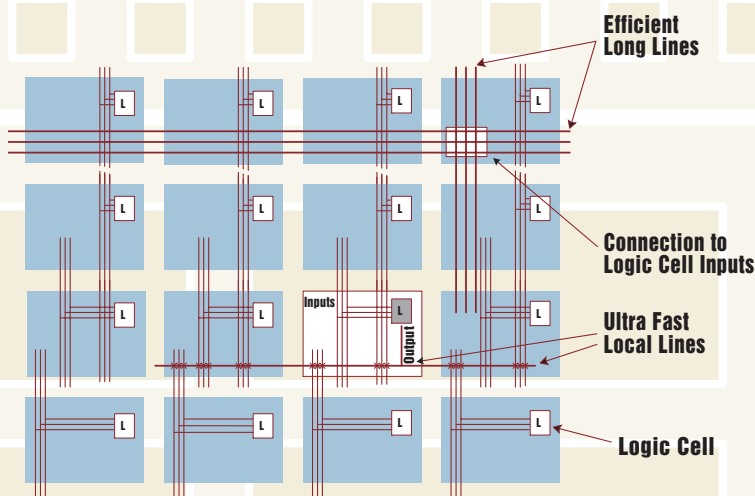 Efficient
Long Lines
L L L L
L L L L
Connection to
Logic Cell Inputs
L L Inputs L Output L
Ultra Fast
Local Lines
L L L L
Logic Cell